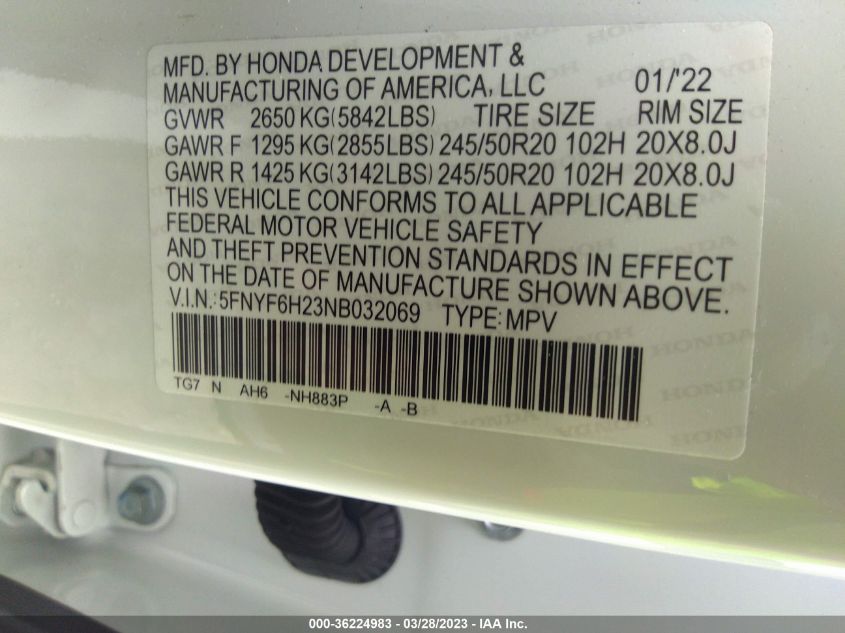 MFD. BY HONDA DEVELOPMENT &
MANUFACTURING OF AMERICA, LLC 01/'22
GVWR 2650 KG(5842LBS) TIRE SIZE RIM SIZE
GAWR F 1295 KG(2855LBS) 245/50R20 102H 20X8.0J
GAWR R 1425 KG(3142LBS) 245/50R20 102H 20X8.0J
THIS VEHICLE CONFORMS TO ALL APPLICABLE
FEDERAL MOTOR VEHICLE SAFETY
AND THEFT PREVENTION STANDARDS IN EFFECT
ON THE DATE OF MANUFACTURE SHOWN ABOVE.
V.I.N.:5FNYF6H23NB032069 TYPE:MPV
TG7 N AH6 -NH883P -A -B
000-36224983 / 03/28/2023 - IAA Inc.